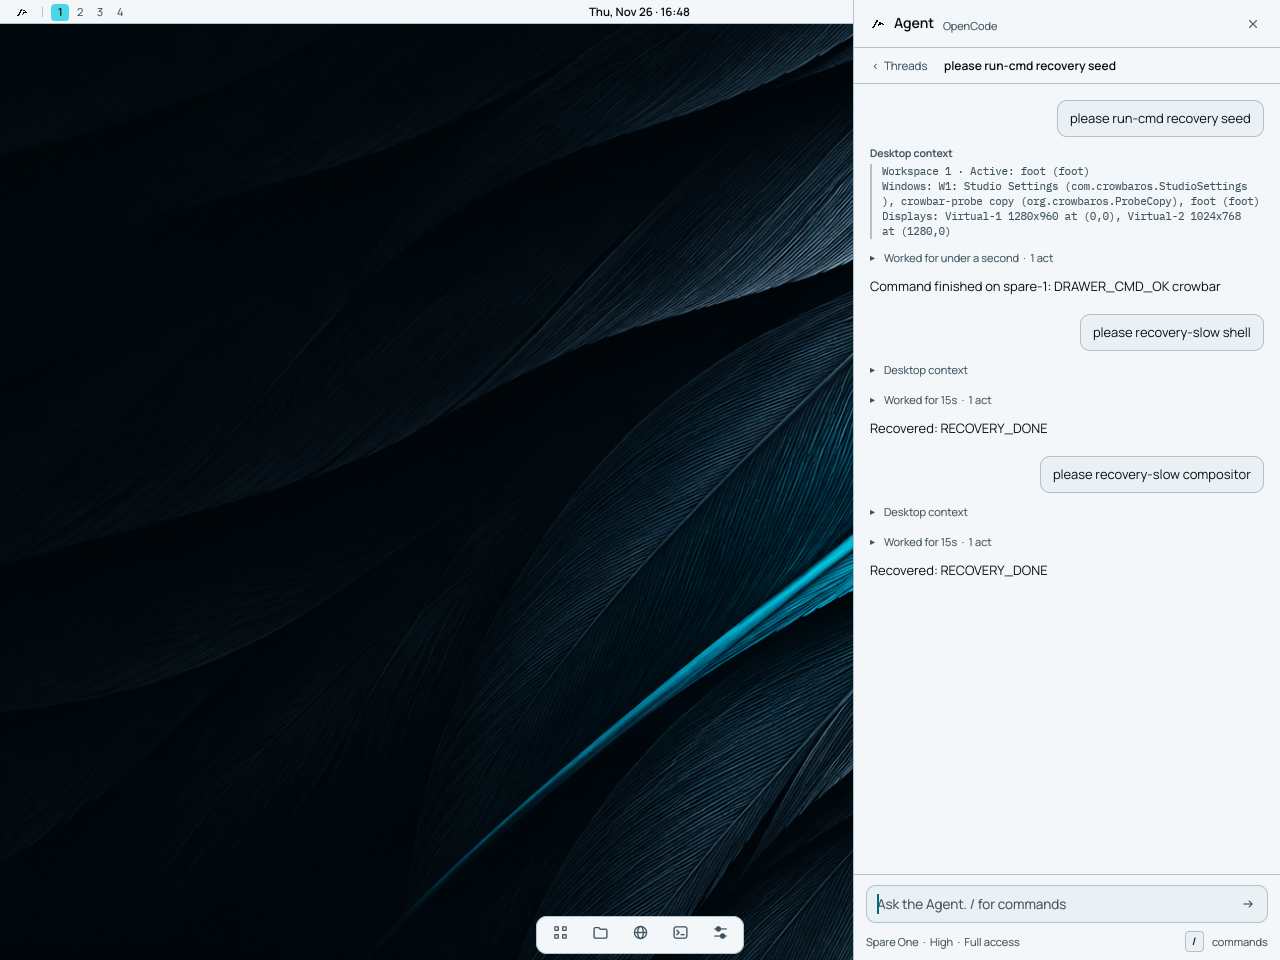 1 2 3 4
Thu, Nov 26 · 16:48
Agent OpenCode
‹ Threads please run-cmd recovery seed
please run-cmd recovery seed
Desktop context
Workspace 1 · Active: foot (foot)
Windows: W1: Studio Settings (com.crowbaros.StudioSettings
), crowbar-probe copy (org.crowbaros.ProbeCopy), foot (foot)
Displays: Virtual-1 1280x960 at (0,0), Virtual-2 1024x768
at (1280,0)
Worked for under a second · 1 act
Command finished on spare-1: DRAWER_CMD_OK crowbar
please recovery-slow shell
Desktop context
Worked for 15s · 1 act
Recovered: RECOVERY_DONE
please recovery-slow compositor
Desktop context
Worked for 15s · 1 act
Recovered: RECOVERY_DONE
Ask the Agent. / for commands
Spare One · High · Full access / commands